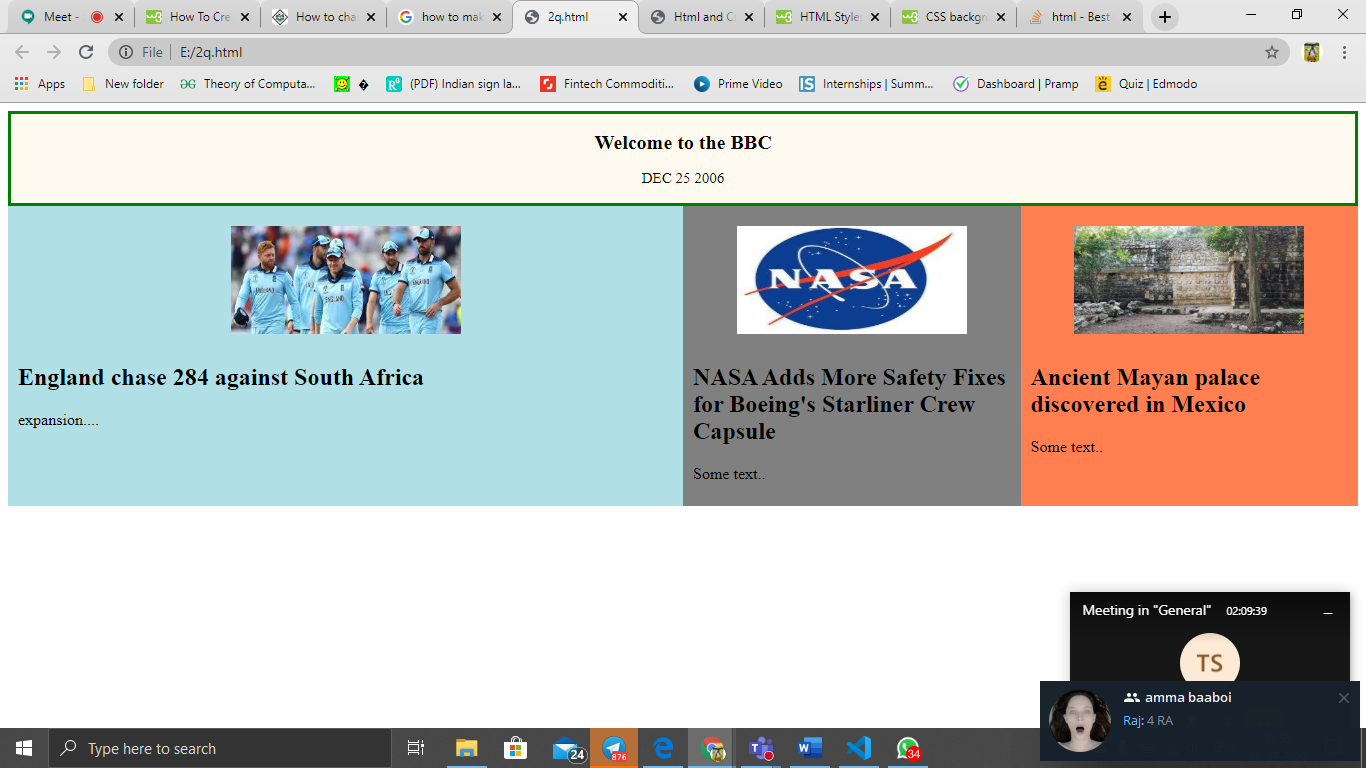 Meet -
How To Cre
How to cha
how to mak
2q.html
Html and C
HTML Style
CSS backgr
html - Best
File
E:/2q.html
Apps
New folder
Theory of Computa...
(PDF) Indian sign la...
Fintech Commoditi...
Prime Video
Internships | Summ...
Dashboard | Pramp
Quiz | Edmodo
Welcome to the BBC
DEC 25 2006
ENGLAND
ENGLAND
NASA
England chase 284 against South Africa
expansion....
NASA Adds More Safety Fixes
for Boeing's Starliner Crew
Capsule
Some text..
Ancient Mayan palace
discovered in Mexico
Some text..
Meeting in "General" 02:09:39
TS
amma baaboi
Raj: 4 RA
Type here to search
24
876
34